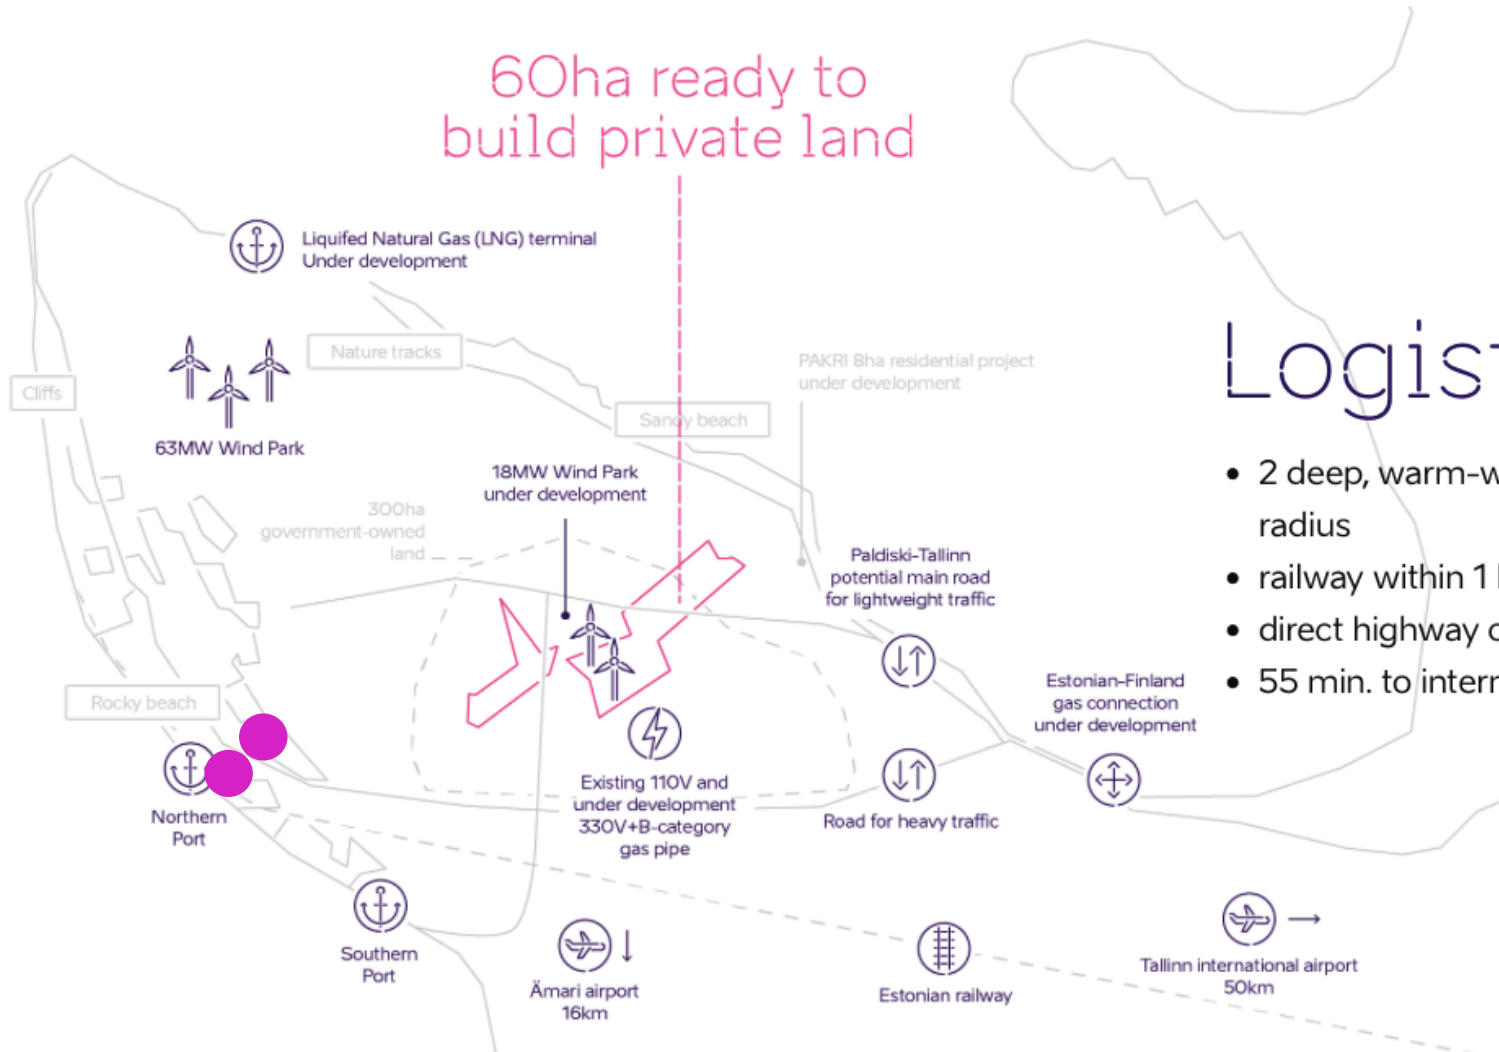 60ha ready to
build private land
Liquifed Natural Gas (LNG) terminal
Under development
Nature tracks
Cliffs
63MW Wind Park
PAKRI 8ha residential project
under development
Sandy beach
18MW Wind Park
under development
300ha
government-owned
land
Paldiski-Tallinn
potential main road
for lightweight traffic
Estonian-Finland
gas connection
under development
Rocky beach
Northern
Port
Existing 110V and
under development
330V+B-category
gas pipe
Road for heavy traffic
Southern
Port
Ämari airport
16km
Estonian railway
Tallinn international airport
50km
Logist
• 2 deep, warm-w
radius
• railway within 1
• direct highway c
• 55 min. to intern